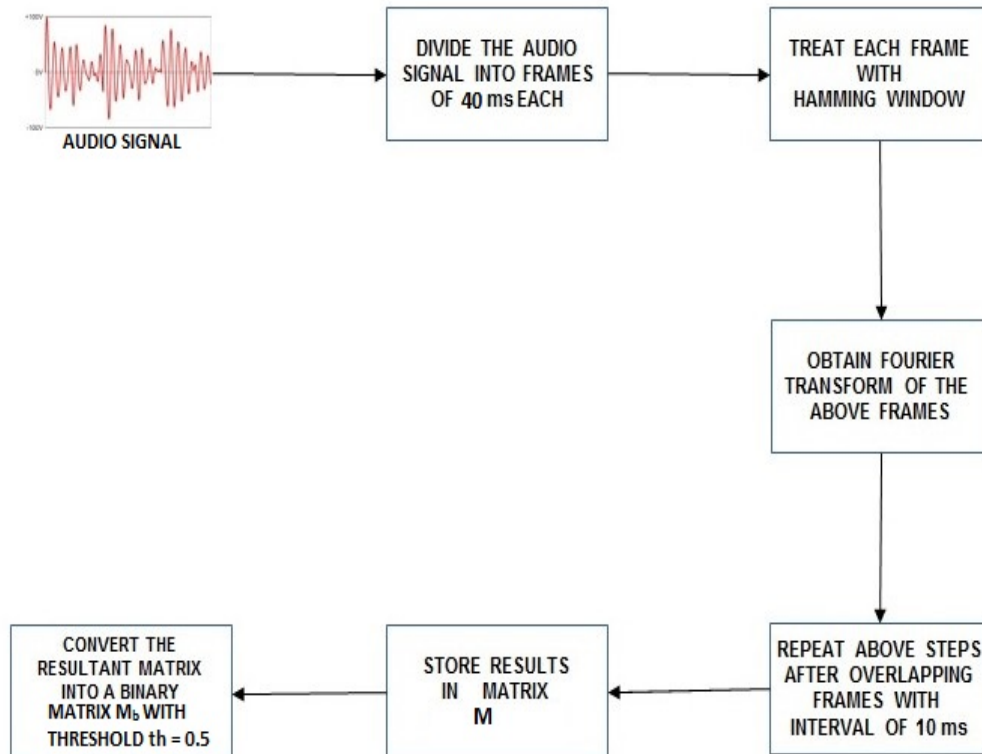 +100V
0V
-100V
AUDIO SIGNAL
DIVIDE THE AUDIO
SIGNAL INTO FRAMES
OF 40 ms EACH
TREAT EACH FRAME
WITH
HAMMING WINDOW
OBTAIN FOURIER
TRANSFORM OF THE
ABOVE FRAMES
REPEAT ABOVE STEPS
AFTER OVERLAPPING
FRAMES WITH
INTERVAL OF 10 ms
STORE RESULTS
IN MATRIX
M
CONVERT THE
RESULTANT MATRIX
INTO A BINARY
MATRIX Mb WITH
THRESHOLD th = 0.5